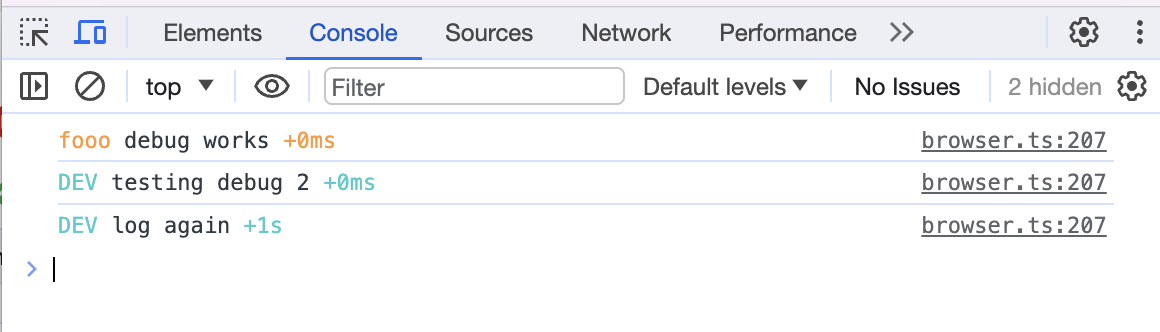 Elements Console Sources Network Performance
top Filter Default levels No Issues 2 hidden
fooo debug works +0ms browser.ts:207
DEV testing debug 2 +0ms browser.ts:207
DEV log again +1s browser.ts:207